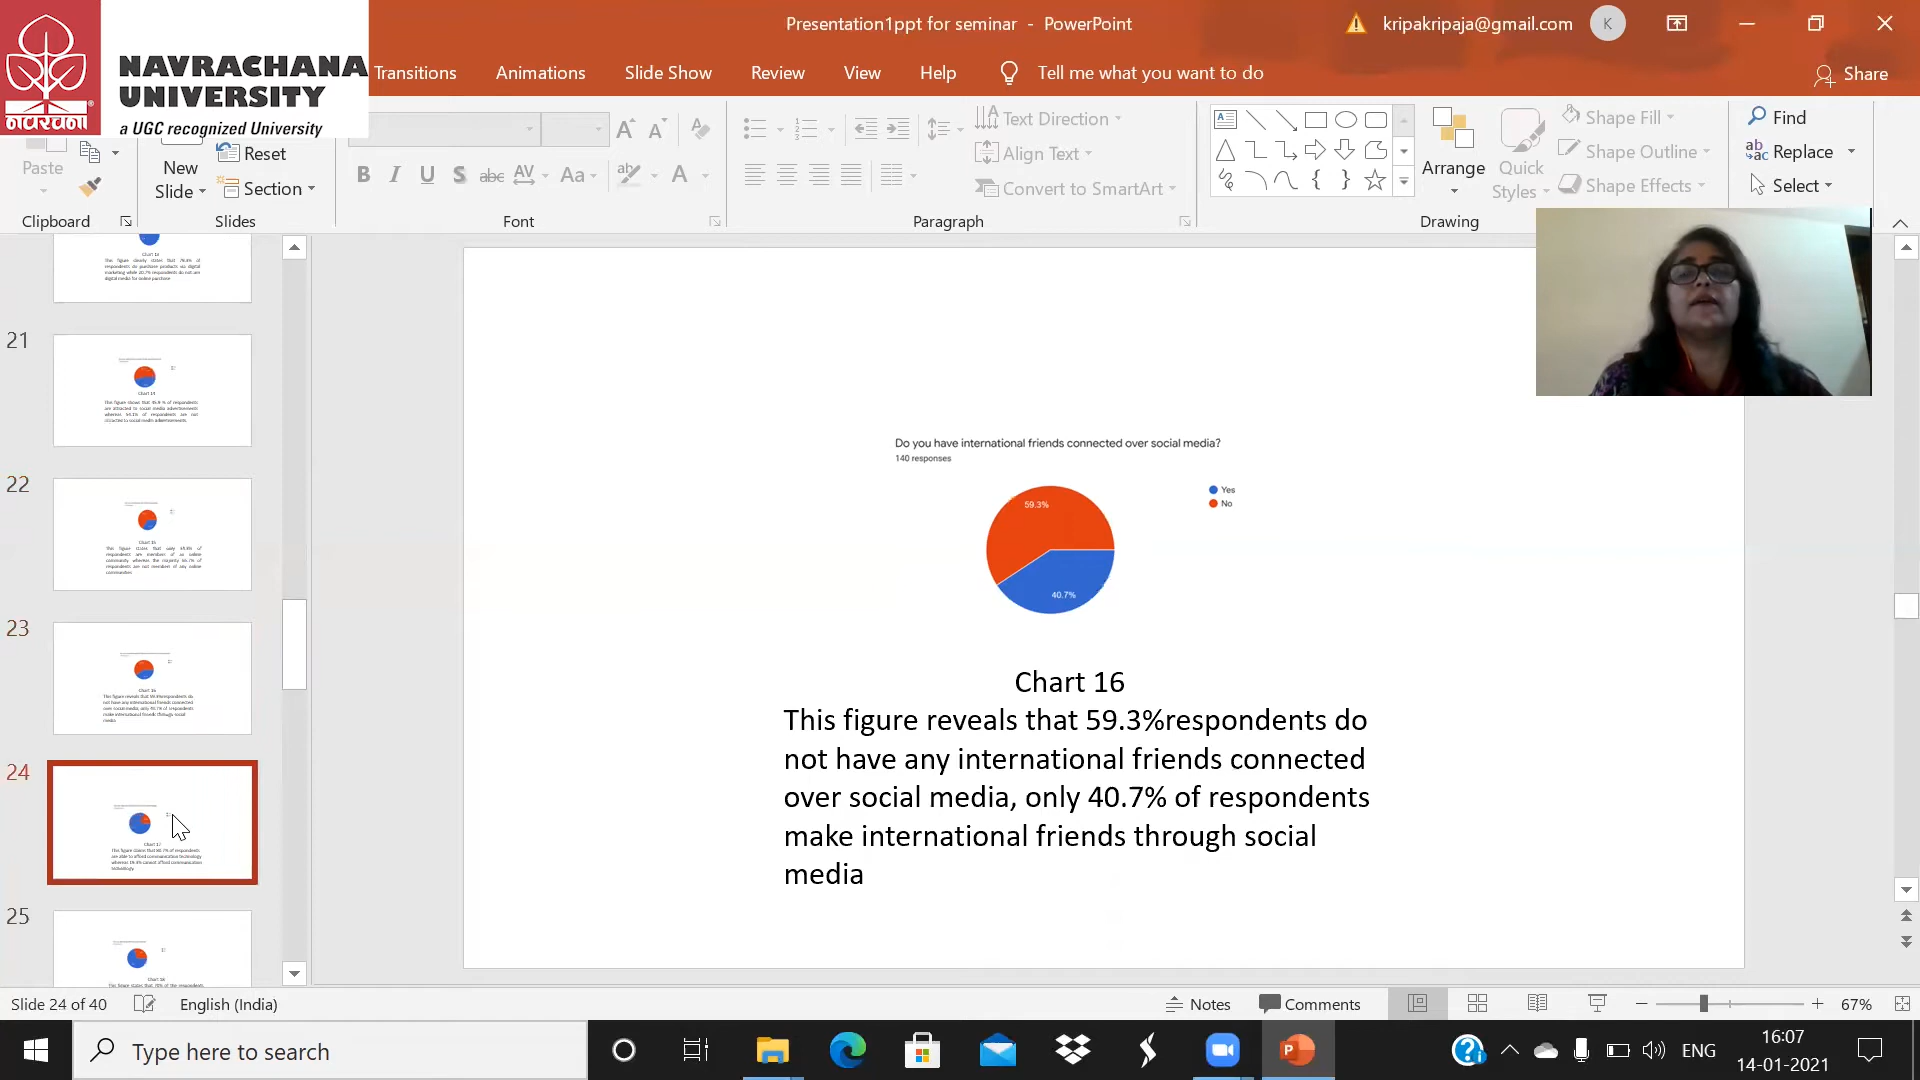 Presentation1ppt for seminar - PowerPoint
kripakripaja@gmail.com
K
NAVRACHANA
UNIVERSITY
a UGC recognized University
નવરચના
Transitions
Animations
Slide Show
Review
View
Help
Tell me what you want to do
Share
Paste
New
Slide
Reset
Section
Text Direction
Align Text
Convert to SmartArt
Arrange
Quick
Styles
Shape Fill
Shape Outline
Shape Effects
Find
Replace
Select
Clipboard
Slides
Font
Paragraph
Drawing
21
22
23
24
25
Do you have international friends connected over social media?
140 responses
Yes
No
59.3%
40.7%
Chart 16
This figure reveals that 59.3%respondents do
not have any international friends connected
over social media, only 40.7% of respondents
make international friends through social
media
Slide 24 of 40
English (India)
Notes
Comments
67%
Type here to search
ENG
16:07
14-01-2021